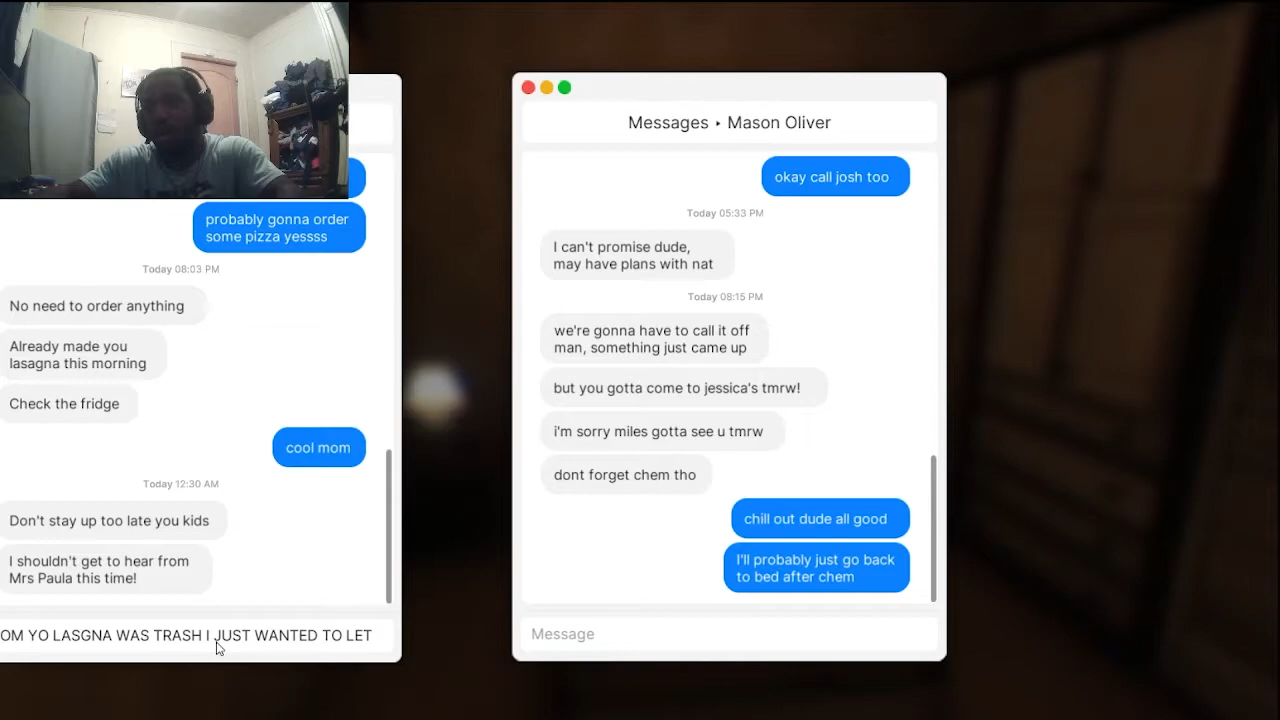 probably gonna order
some pizza yessss
Today 08:03 PM
No need to order anything
Already made you
lasagna this morning
Check the fridge
cool mom
Today 12:30 AM
Don't stay up too late you kids
I shouldn't get to hear from
Mrs Paula this time!
OM YO LASGNA WAS TRASH I JUST WANTED TO LET
Messages ‣ Mason Oliver
okay call josh too
Today 05:33 PM
I can't promise dude,
may have plans with nat
Today 08:15 PM
we're gonna have to call it off
man, something just came up
but you gotta come to jessica's tmrw!
i'm sorry miles gotta see u tmrw
dont forget chem tho
chill out dude all good
I'll probably just go back
to bed after chem
Message